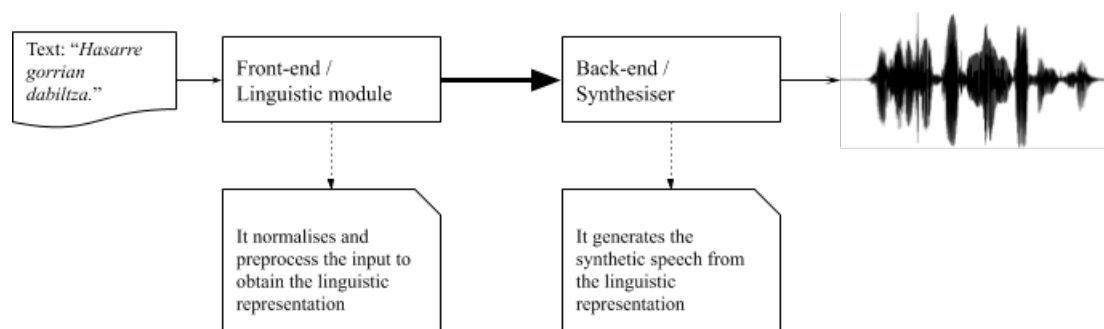 Text: “Hasarre
gorrian
dabiltza.”
Front-end /
Linguistic module
Back-end /
Synthesiser
It normalises and
preprocess the input to
obtain the linguistic
representation
It generates the
synthetic speech from
the linguistic
representation